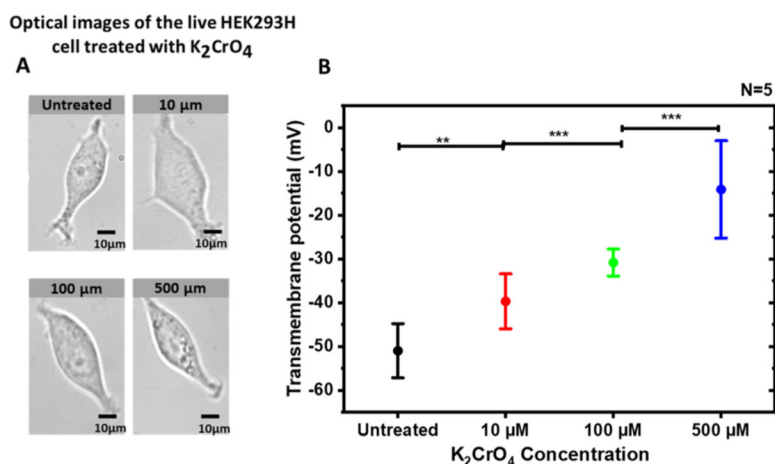 Optical images of the live HEK293H
cell treated with K₂CrO₄
A
Untreated
10 µm
10µm
10µm
100 µm
500 µm
10µm
10µm
B
N=5
Transmembrane potential (mV)
0
-10
-20
-30
-40
-50
-60
**
***
***
Untreated
10 µM
100 µM
500 µM
K₂CrO₄ Concentration